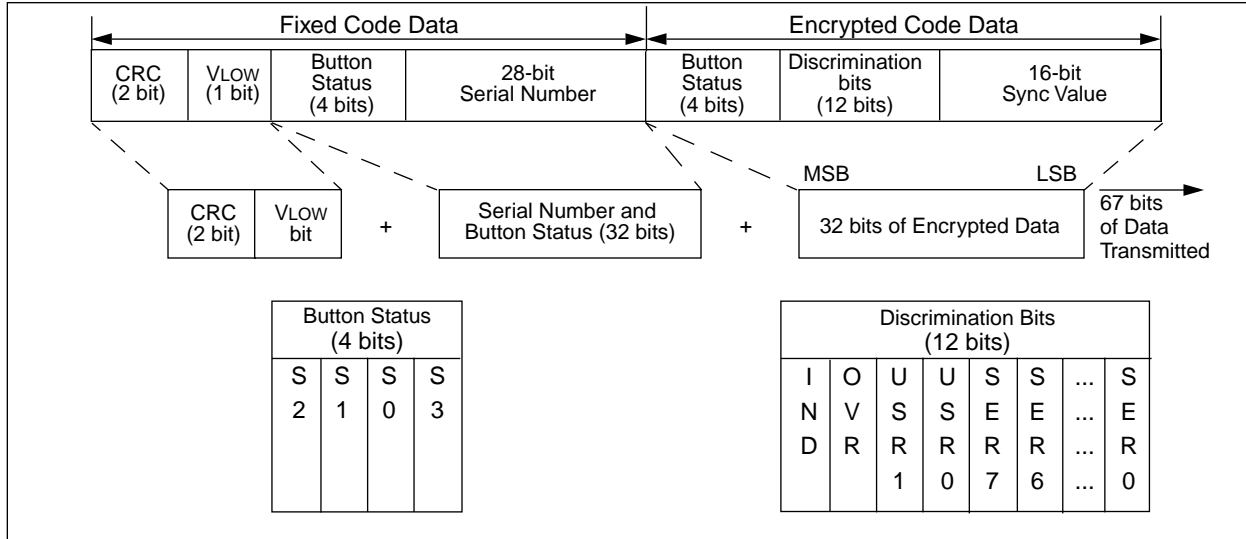 Fixed Code Data Encrypted Code Data
CRC (2 bit) VLOW (1 bit) Button Status (4 bits) 28-bit Serial Number Button Status (4 bits) Discrimination bits (12 bits) 16-bit Sync Value
MSB LSB
CRC (2 bit) VLOW bit + Serial Number and Button Status (32 bits) + 32 bits of Encrypted Data 67 bits of Data Transmitted
Button Status (4 bits)
S S S S
2 1 0 3
Discrimination Bits (12 bits)
I O U U S S ... S
N V S S E E ... E
D R R R R R ... R
1 0 7 6 ... 0